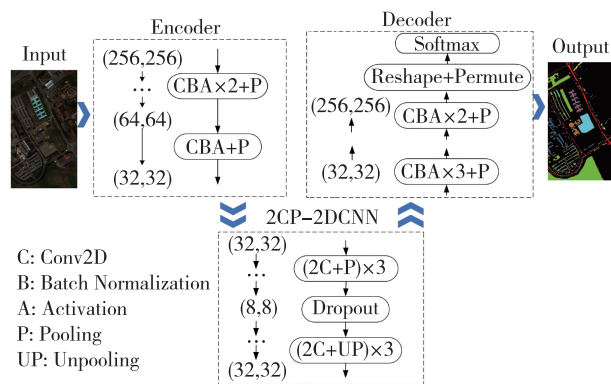 Input
Encoder
(256,256)
...
(64,64)
(32,32)
CBA×2+P
CBA+P
Decoder
Softmax
Reshape+Permute
(256,256)
CBA×2+P
(32,32)
CBA×3+P
Output
2CP-2DCNN
(32,32)
...
(8,8)
...
(32,32)
(2C+P)×3
Dropout
(2C+UP)×3
C: Conv2D
B: Batch Normalization
A: Activation
P: Pooling
UP: Unpooling